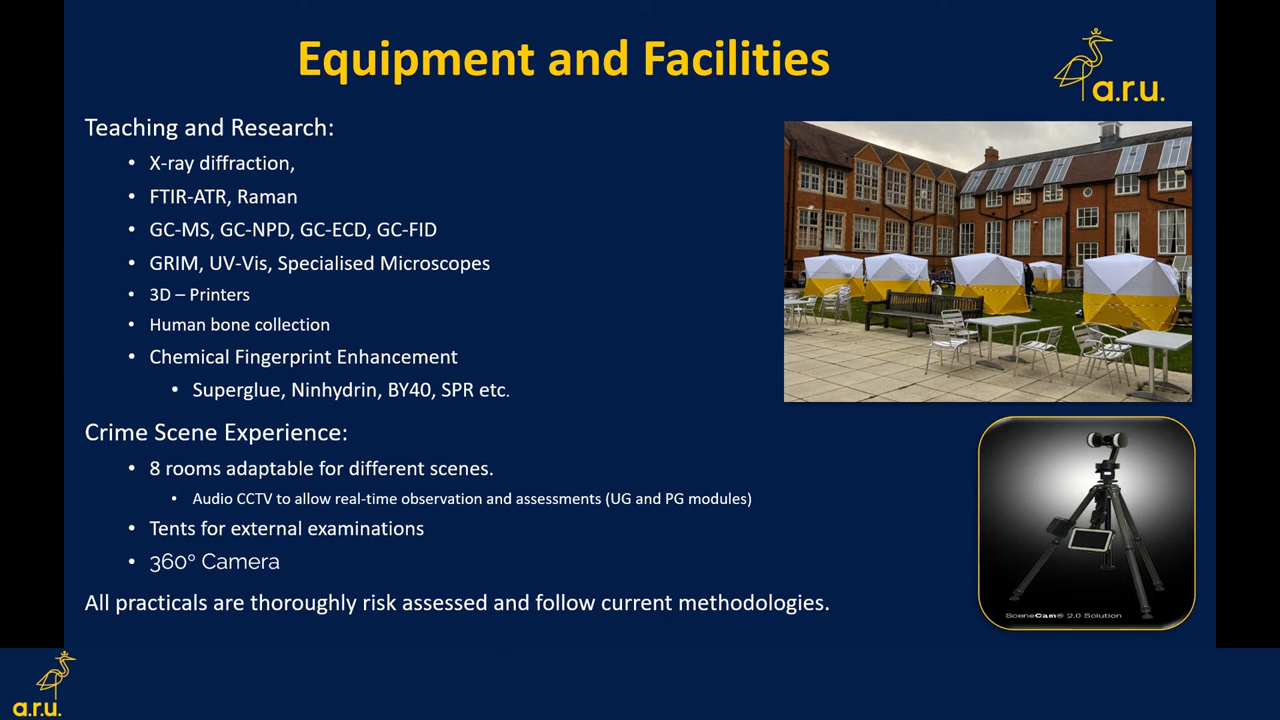 Equipment and Facilities
a.r.u.
Teaching and Research:
• X-ray diffraction,
• FTIR-ATR, Raman
• GC-MS, GC-NPD, GC-ECD, GC-FID
• GRIM, UV-Vis, Specialised Microscopes
• 3D – Printers
• Human bone collection
• Chemical Fingerprint Enhancement
• Superglue, Ninhydrin, BY40, SPR etc.
Crime Scene Experience:
• 8 rooms adaptable for different scenes.
• Audio CCTV to allow real-time observation and assessments (UG and PG modules)
• Tents for external examinations
• 360° Camera
All practicals are thoroughly risk assessed and follow current methodologies.
SceneCam® 2.0 Solution
a.r.u.